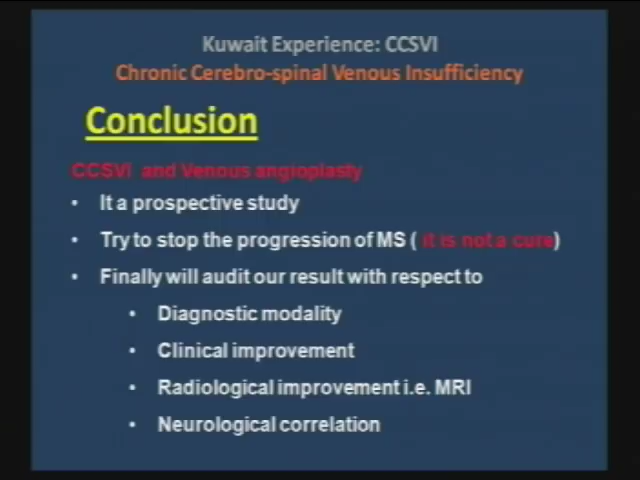 Kuwait Experience: CCSVI
Chronic Cerebro-spinal Venous Insufficiency
Conclusion
CCSVI and Venous angioplasty
• It a prospective study
• Try to stop the progression of MS ( it is not a cure)
• Finally will audit our result with respect to
• Diagnostic modality
• Clinical improvement
• Radiological improvement i.e. MRI
• Neurological correlation